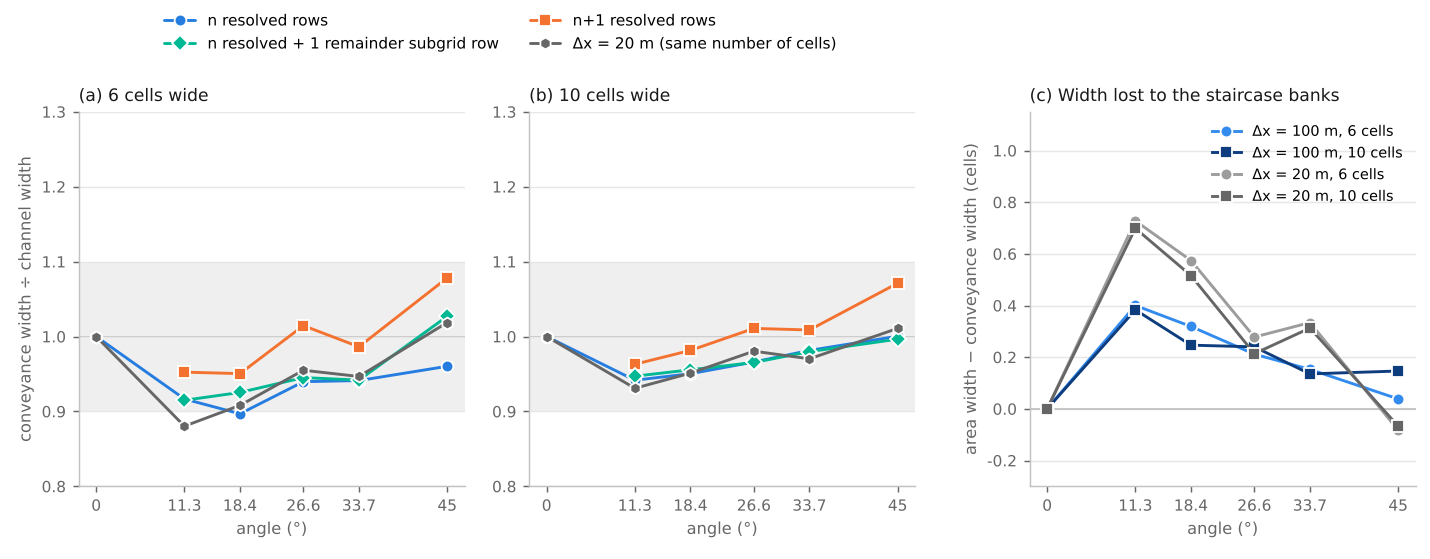 n resolved rows
n+1 resolved rows
n resolved + 1 remainder subgrid row
Δx = 20 m (same number of cells)
(a) 6 cells wide
conveyance width ÷ channel width
1.3
1.2
1.1
1.0
0.9
0.8
0 11.3 18.4 26.6 33.7 45
angle (°)
(b) 10 cells wide
1.3
1.2
1.1
1.0
0.9
0.8
0 11.3 18.4 26.6 33.7 45
angle (°)
(c) Width lost to the staircase banks
Δx = 100 m, 6 cells
Δx = 100 m, 10 cells
Δx = 20 m, 6 cells
Δx = 20 m, 10 cells
area width − conveyance width (cells)
1.0
0.8
0.6
0.4
0.2
0.0
-0.2
0 11.3 18.4 26.6 33.7 45
angle (°)